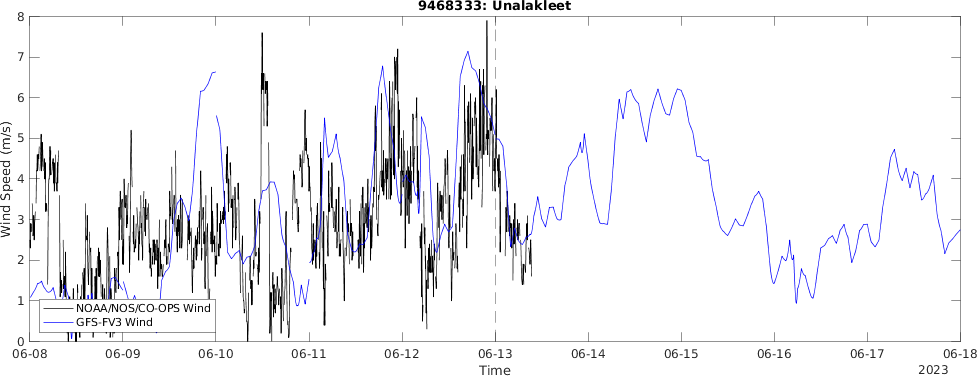 9468333: Unalakleet
8
7
6
5
4
3
2
1
0
Wind Speed (m/s)
NOAA/NOS/CO-OPS Wind
GFS-FV3 Wind
06-08 06-09 06-10 06-11 06-12 06-13 06-14 06-15 06-16 06-17 06-18
Time
2023